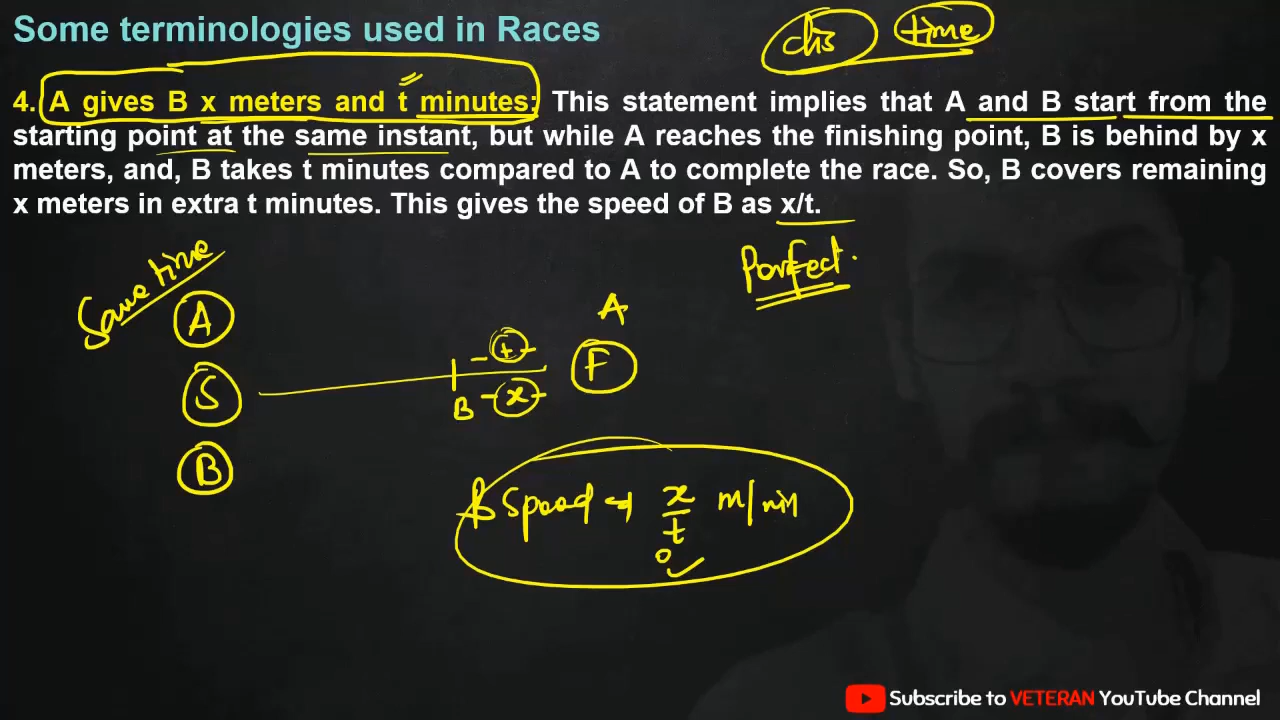 Some terminologies used in Races
dis time
4. A gives B x meters and t minutes: This statement implies that A and B start from the
starting point at the same instant, but while A reaches the finishing point, B is behind by x
meters, and, B takes t minutes compared to A to complete the race. So, B covers remaining
x meters in extra t minutes. This gives the speed of B as x/t.
Same time
Perfect.
A
A
t
F
S
B x
B
B Speed → x/t m/min
Subscribe to VETERAN YouTube Channel